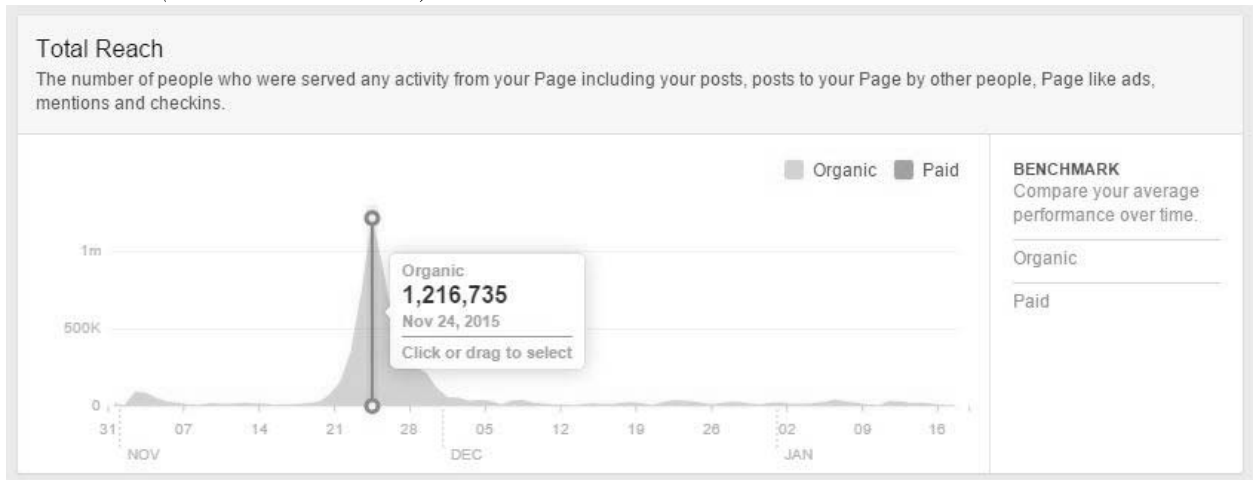 Total Reach
The number of people who were served any activity from your Page including your posts, posts to your Page by other people, Page like ads,
mentions and checkins.
Organic Paid
BENCHMARK
Compare your average
performance over time.
Organic
Paid
1m
500K
0
Organic
1,216,735
Nov 24, 2015
Click or drag to select
31 07 14 21 28 05 12 19 26 02 09 16
NOV DEC JAN